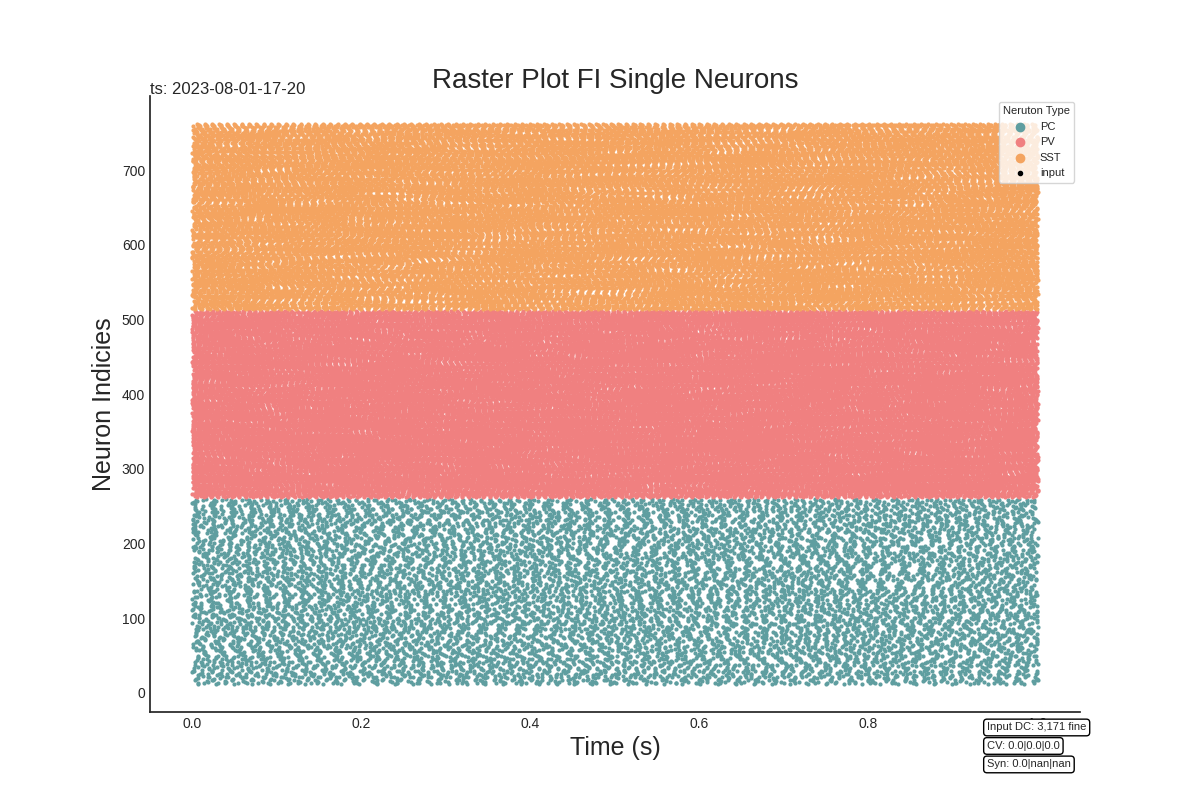 Raster Plot FI Single Neurons
ts: 2023-08-01-17-20
Neruton Type
PC
PV
SST
input
Neuron Indicies
700
600
500
400
300
200
100
0
0.0
0.2
0.4
0.6
0.8
Time (s)
Input DC: 3,171 fine
CV: 0.0|0.0|0.0
Syn: 0.0|nan|nan